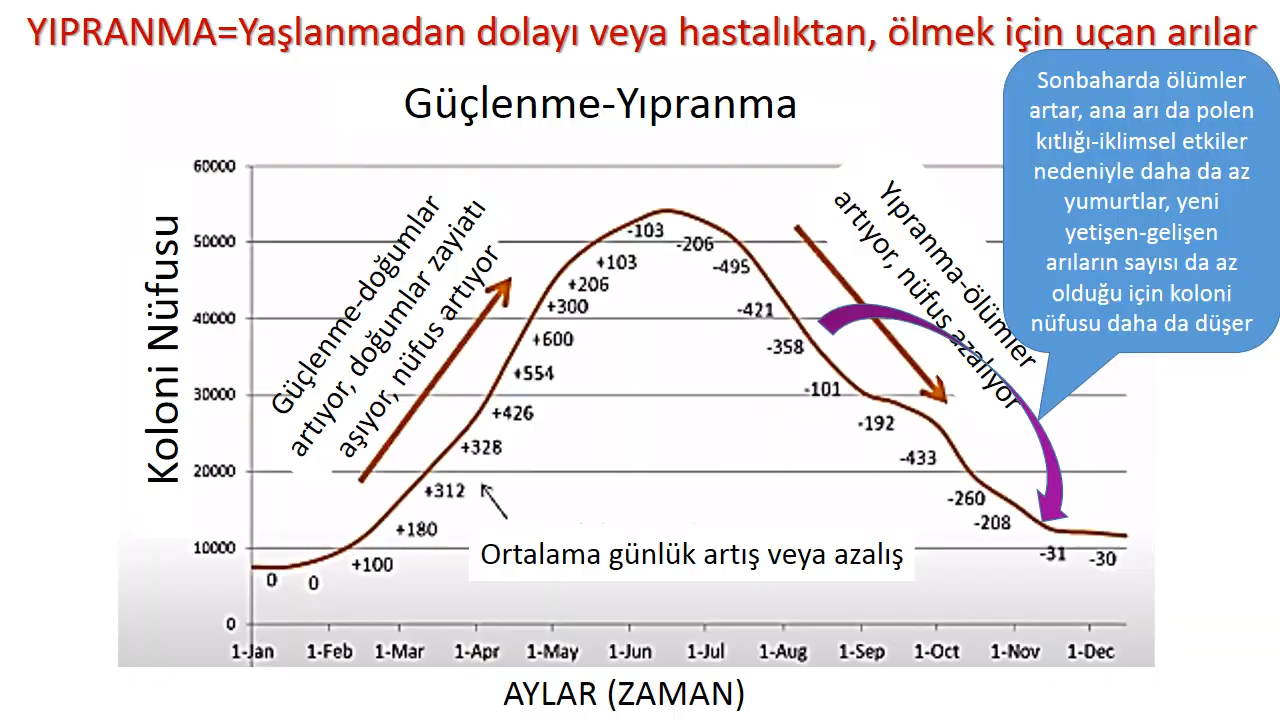 YIPRANMA=Yaşlanmadan dolayı veya hastalıktan, ölmek için uçan arılar
Güçlenme-Yıpranma
Sonbaharda ölümler
artar, ana arı da polen
kıtlığı-iklimsel etkiler
nedeniyle daha da az
yumurtlar, yeni
yetişen-gelişen
arıların sayısı da az
olduğu için koloni
nüfusu daha da düşer
Koloni Nüfusu
60000
50000
40000
30000
20000
10000
0
Güçlenme-doğumlar
artıyor, doğumlar zayiatı
aşıyor, nüfus artıyor
Yıpranma-ölümler
artıyor, nüfus azalıyor
0
0
+100
+180
+312
+328
+426
+554
+600
+300
+206
+103
-103
-206
-495
-421
-358
-101
-192
-433
-260
-208
-31
-30
Ortalama günlük artış veya azalış
1-Jan 1-Feb 1-Mar 1-Apr 1-May 1-Jun 1-Jul 1-Aug 1-Sep 1-Oct 1-Nov 1-Dec
AYLAR (ZAMAN)